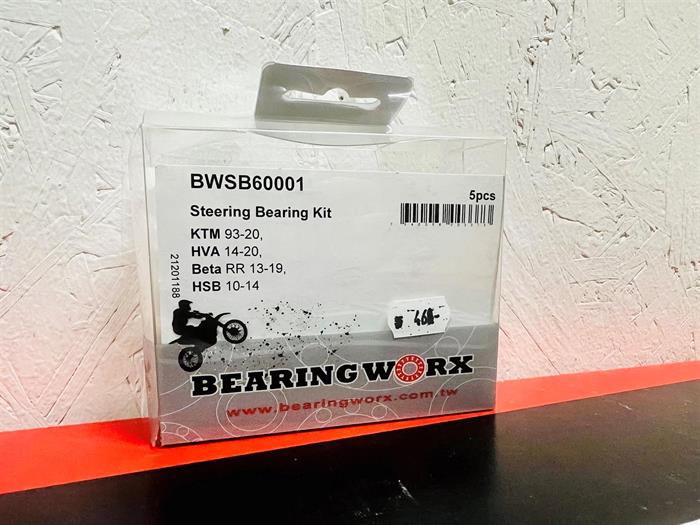 BWSB60001
5pcs
Steering Bearing Kit
KTM 93-20,
HVA 14-20,
Beta RR 13-19,
HSB 10-14
21201188
BEARINGWORX
www.bearingworx.com.tw